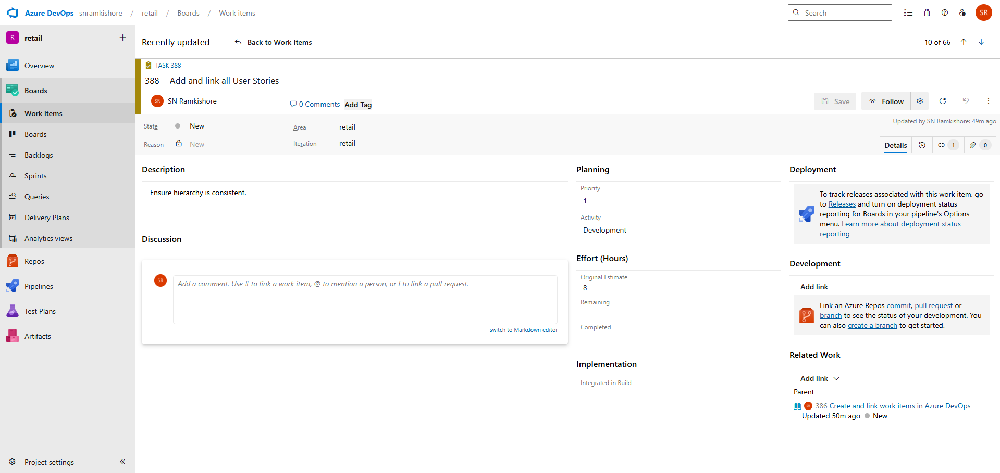 Azure DevOps snramkishore / retail / Boards / Work items
Search
SR
R retail
Recently updated
Back to Work Items
10 of 66
Overview
Boards
Work items
Boards
Backlogs
Sprints
Queries
Delivery Plans
Analytics views
Repos
Pipelines
Test Plans
Artifacts
Project settings
TASK 388
388 Add and link all User Stories
SR SN Ramkishore
0 Comments
Add Tag
Save
Follow
State New
Area retail
Updated by SN Ramkishore: 49m ago
Reason New
Iteration retail
Details
1
0
Description
Ensure hierarchy is consistent.
Discussion
SR
Add a comment. Use # to link a work item, @ to mention a person, or ! to link a pull request.
switch to Markdown editor
Planning
Priority
1
Activity
Development
Effort (Hours)
Original Estimate
8
Remaining
Completed
Implementation
Integrated in Build
Deployment
To track releases associated with this work item, go
to Releases and turn on deployment status
reporting for Boards in your pipeline's Options
menu. Learn more about deployment status
reporting
Development
Add link
Link an Azure Repos commit, pull request or
branch to see the status of your development. You
can also create a branch to get started.
Related Work
Add link
Parent
SR 386 Create and link work items in Azure DevOps
Updated 50m ago New